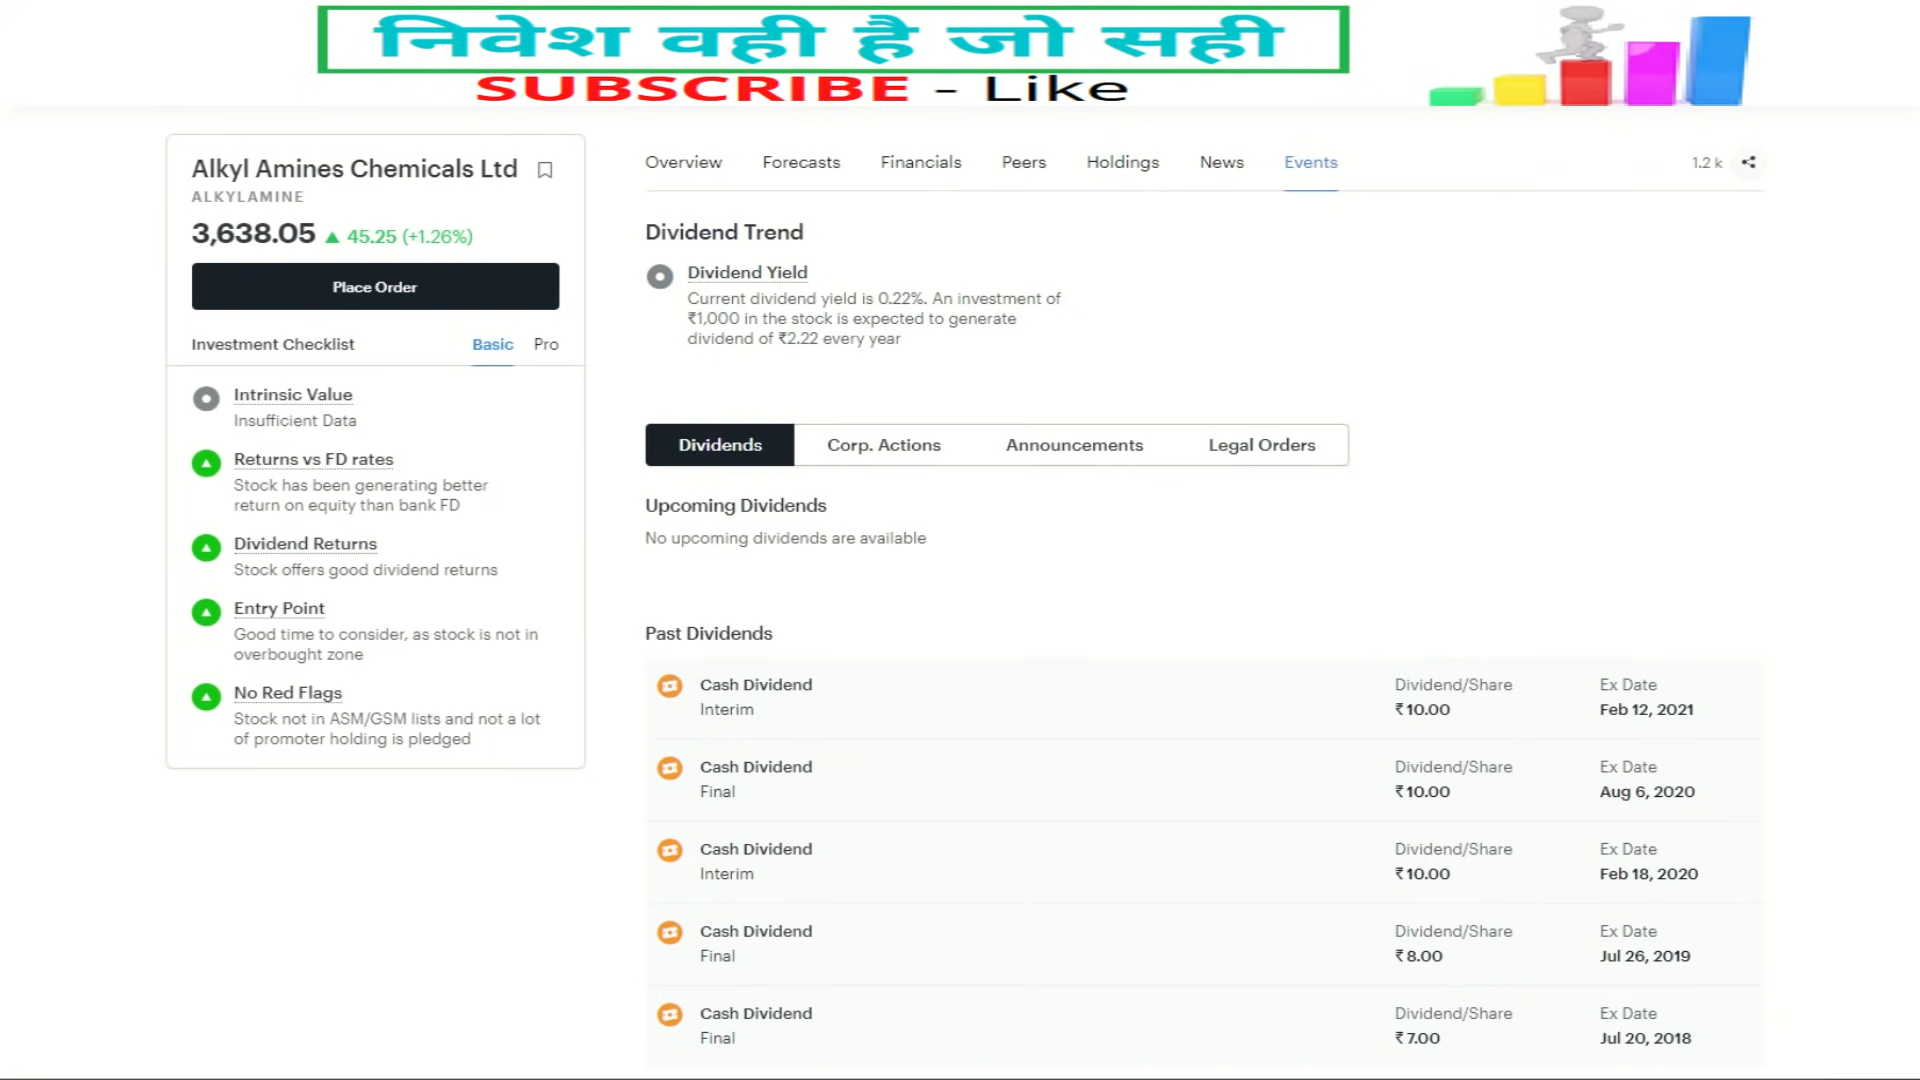 निवेश वही है जो सही
SUBSCRIBE - Like
Alkyl Amines Chemicals Ltd
ALKYLAMINE
3,638.05 ▲ 45.25 (+1.26%)
Place Order
Investment Checklist Basic Pro
Intrinsic Value
Insufficient Data
Returns vs FD rates
Stock has been generating better
return on equity than bank FD
Dividend Returns
Stock offers good dividend returns
Entry Point
Good time to consider, as stock is not in
overbought zone
No Red Flags
Stock not in ASM/GSM lists and not a lot
of promoter holding is pledged
Overview Forecasts Financials Peers Holdings News Events 1.2 k
Dividend Trend
Dividend Yield
Current dividend yield is 0.22%. An investment of
₹1,000 in the stock is expected to generate
dividend of ₹2.22 every year
Dividends Corp. Actions Announcements Legal Orders
Upcoming Dividends
No upcoming dividends are available
Past Dividends
Cash Dividend Dividend/Share Ex Date
Interim ₹10.00 Feb 12, 2021
Cash Dividend Dividend/Share Ex Date
Final ₹10.00 Aug 6, 2020
Cash Dividend Dividend/Share Ex Date
Interim ₹10.00 Feb 18, 2020
Cash Dividend Dividend/Share Ex Date
Final ₹8.00 Jul 26, 2019
Cash Dividend Dividend/Share Ex Date
Final ₹7.00 Jul 20, 2018